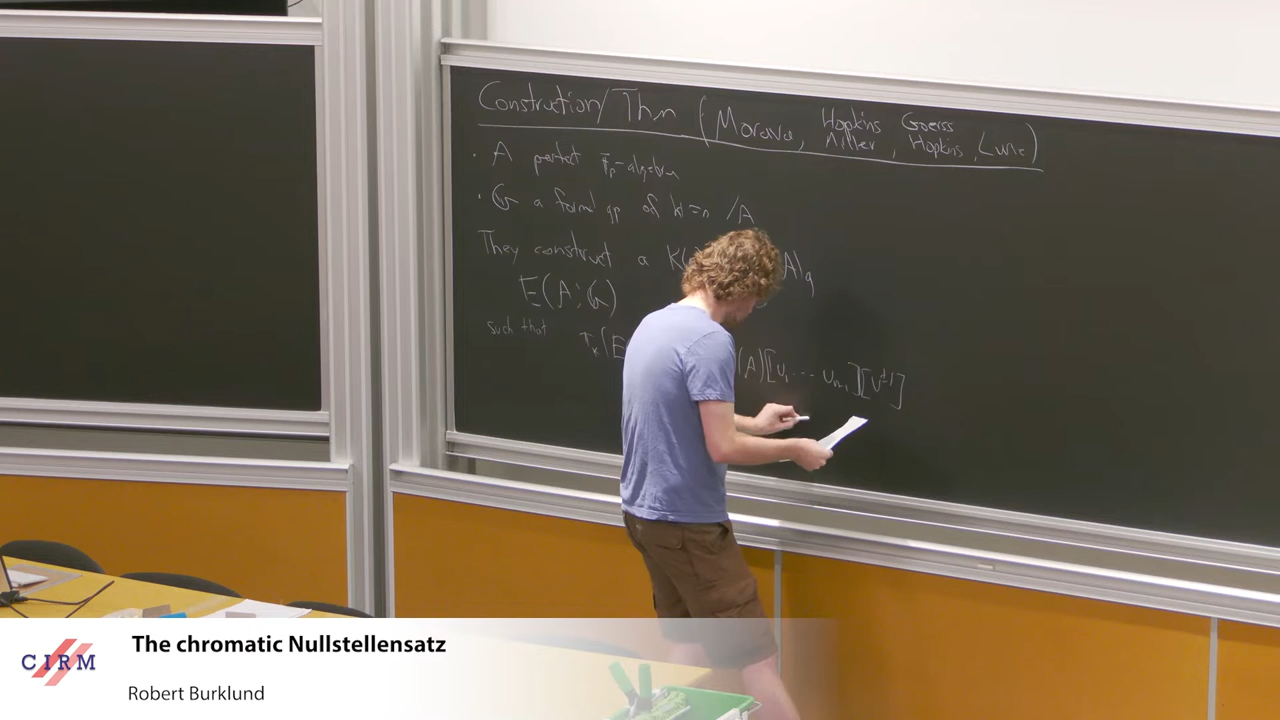 Construction/Thm (Morava, Hopkins Miller, Goerss Hopkins, Lurie)
· A perfect F̄p-algebra
· G a formal gp of ht = n /A
They construct a K( A)lg
E(A; G)
such that π*(E (A)[[u1 ... un-1]][u±1]
CIRM
The chromatic Nullstellensatz
Robert Burklund